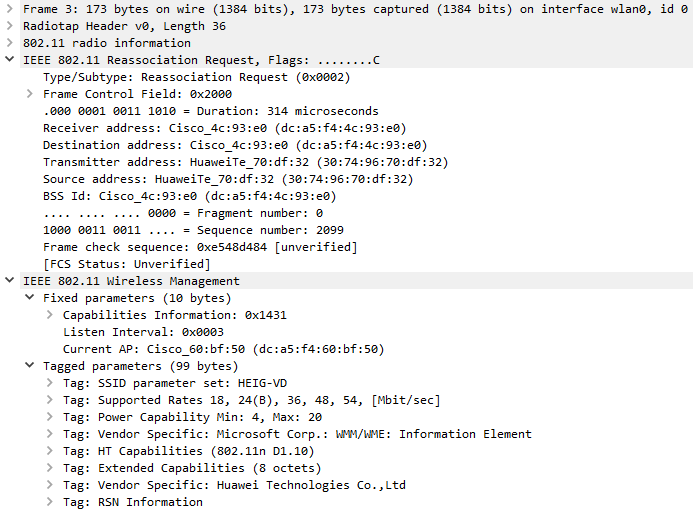 Frame 3: 173 bytes on wire (1384 bits), 173 bytes captured (1384 bits) on interface wlan0, id 0
Radiotap Header v0, Length 36
802.11 radio information
IEEE 802.11 Reassociation Request, Flags: ........C
Type/Subtype: Reassociation Request (0x0002)
Frame Control Field: 0x2000
.000 0001 0011 1010 = Duration: 314 microseconds
Receiver address: Cisco_4c:93:e0 (dc:a5:f4:4c:93:e0)
Destination address: Cisco_4c:93:e0 (dc:a5:f4:4c:93:e0)
Transmitter address: HuaweiTe_70:df:32 (30:74:96:70:df:32)
Source address: HuaweiTe_70:df:32 (30:74:96:70:df:32)
BSS Id: Cisco_4c:93:e0 (dc:a5:f4:4c:93:e0)
.... .... .... 0000 = Fragment number: 0
1000 0011 0011 .... = Sequence number: 2099
Frame check sequence: 0xe548d484 [unverified]
[FCS Status: Unverified]
IEEE 802.11 Wireless Management
Fixed parameters (10 bytes)
Capabilities Information: 0x1431
Listen Interval: 0x0003
Current AP: Cisco_60:bf:50 (dc:a5:f4:60:bf:50)
Tagged parameters (99 bytes)
Tag: SSID parameter set: HEIG-VD
Tag: Supported Rates 18, 24(B), 36, 48, 54, [Mbit/sec]
Tag: Power Capability Min: 4, Max: 20
Tag: Vendor Specific: Microsoft Corp.: WMM/WME: Information Element
Tag: HT Capabilities (802.11n D1.10)
Tag: Extended Capabilities (8 octets)
Tag: Vendor Specific: Huawei Technologies Co.,Ltd
Tag: RSN Information